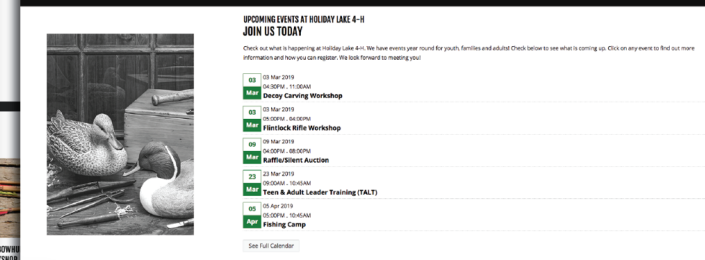 UPCOMING EVENTS AT HOLIDAY LAKE 4-H
JOIN US TODAY
Check out what is happening at Holiday Lake 4-H. We have events year round for youth, families and adults! Check below to see what is coming up. Click on any event to find out more
information and how you can register. We look forward to meeting you!
03
Mar
03 Mar 2019
04:30PM . 11:00AM
Decoy Carving Workshop
03
Mar
03 Mar 2019
05:00PM . 04:00PM
Flintlock Rifle Workshop
09
Mar
09 Mar 2019
04:00PM . 08:00PM
Raffle/Silent Auction
23
Mar
23 Mar 2019
09:00AM . 10:45AM
Teen & Adult Leader Training (TALT)
05
Apr
05 Apr 2019
05:00PM . 10:45AM
Fishing Camp
See Full Calendar